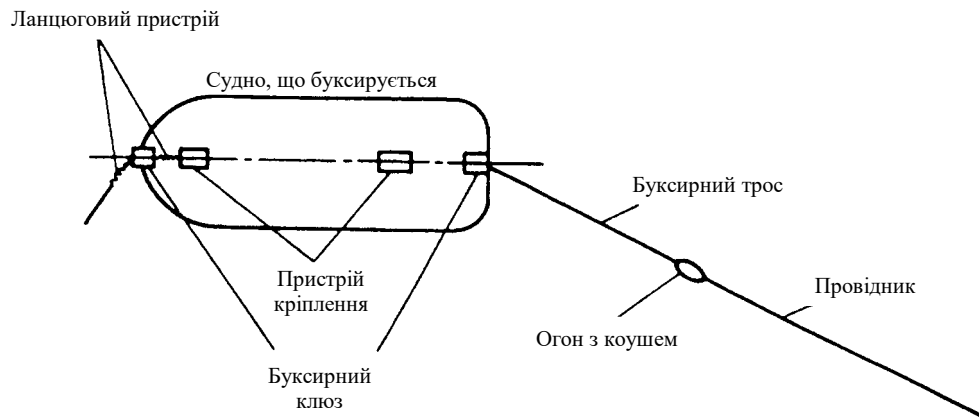 Ланцюговий пристрій
Судно, що буксирується
Буксирний трос
Пристрій
кріплення
Провідник
Огон з коушем
Буксирний
клюз